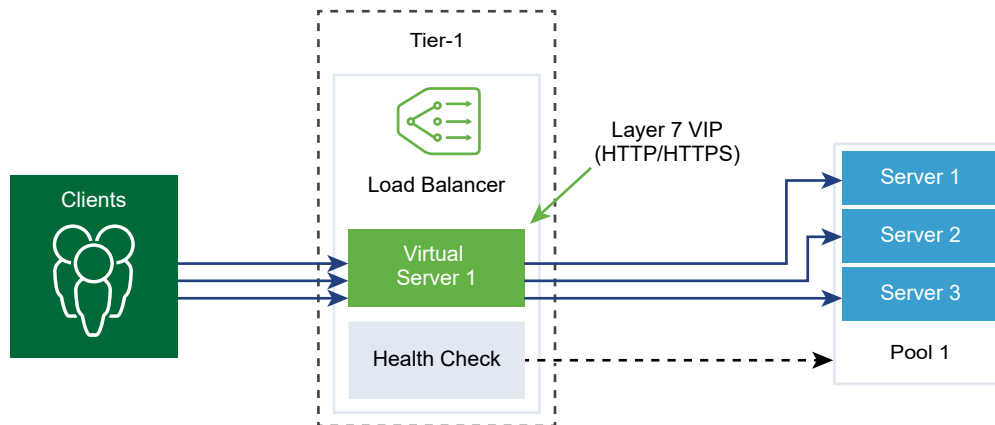 Tier-1
Load Balancer
Layer 7 VIP
(HTTP/HTTPS)
Clients
Virtual
Server 1
Health Check
Server 1
Server 2
Server 3
Pool 1